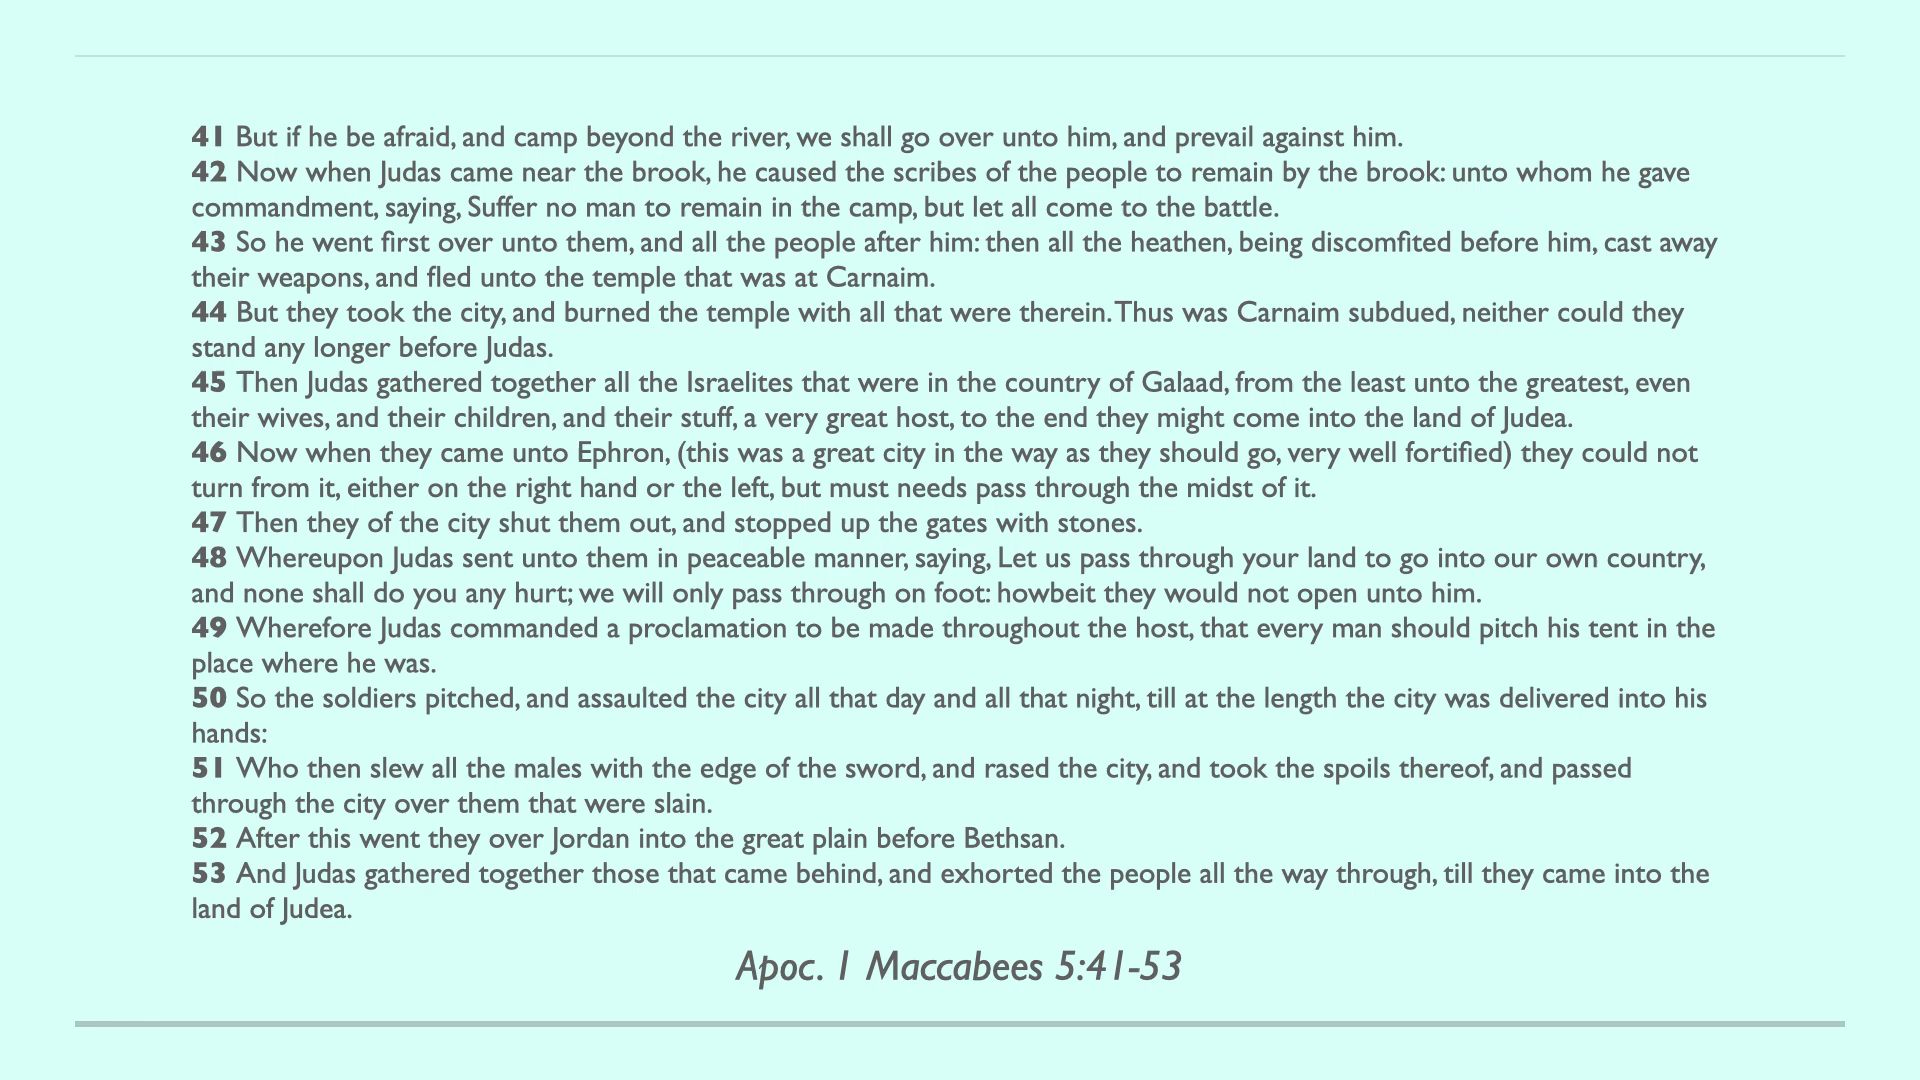 41 But if he be afraid, and camp beyond the river, we shall go over unto him, and prevail against him.
42 Now when Judas came near the brook, he caused the scribes of the people to remain by the brook: unto whom he gave
commandment, saying, Suffer no man to remain in the camp, but let all come to the battle.
43 So he went first over unto them, and all the people after him: then all the heathen, being discomfited before him, cast away
their weapons, and fled unto the temple that was at Carnaim.
44 But they took the city, and burned the temple with all that were therein. Thus was Carnaim subdued, neither could they
stand any longer before Judas.
45 Then Judas gathered together all the Israelites that were in the country of Galaad, from the least unto the greatest, even
their wives, and their children, and their stuff, a very great host, to the end they might come into the land of Judea.
46 Now when they came unto Ephron, (this was a great city in the way as they should go, very well fortified) they could not
turn from it, either on the right hand or the left, but must needs pass through the midst of it.
47 Then they of the city shut them out, and stopped up the gates with stones.
48 Whereupon Judas sent unto them in peaceable manner, saying, Let us pass through your land to go into our own country,
and none shall do you any hurt; we will only pass through on foot: howbeit they would not open unto him.
49 Wherefore Judas commanded a proclamation to be made throughout the host, that every man should pitch his tent in the
place where he was.
50 So the soldiers pitched, and assaulted the city all that day and all that night, till at the length the city was delivered into his
hands:
51 Who then slew all the males with the edge of the sword, and rased the city, and took the spoils thereof, and passed
through the city over them that were slain.
52 After this went they over Jordan into the great plain before Bethsan.
53 And Judas gathered together those that came behind, and exhorted the people all the way through, till they came into the
land of Judea.
Apoc. 1 Maccabees 5:41-53